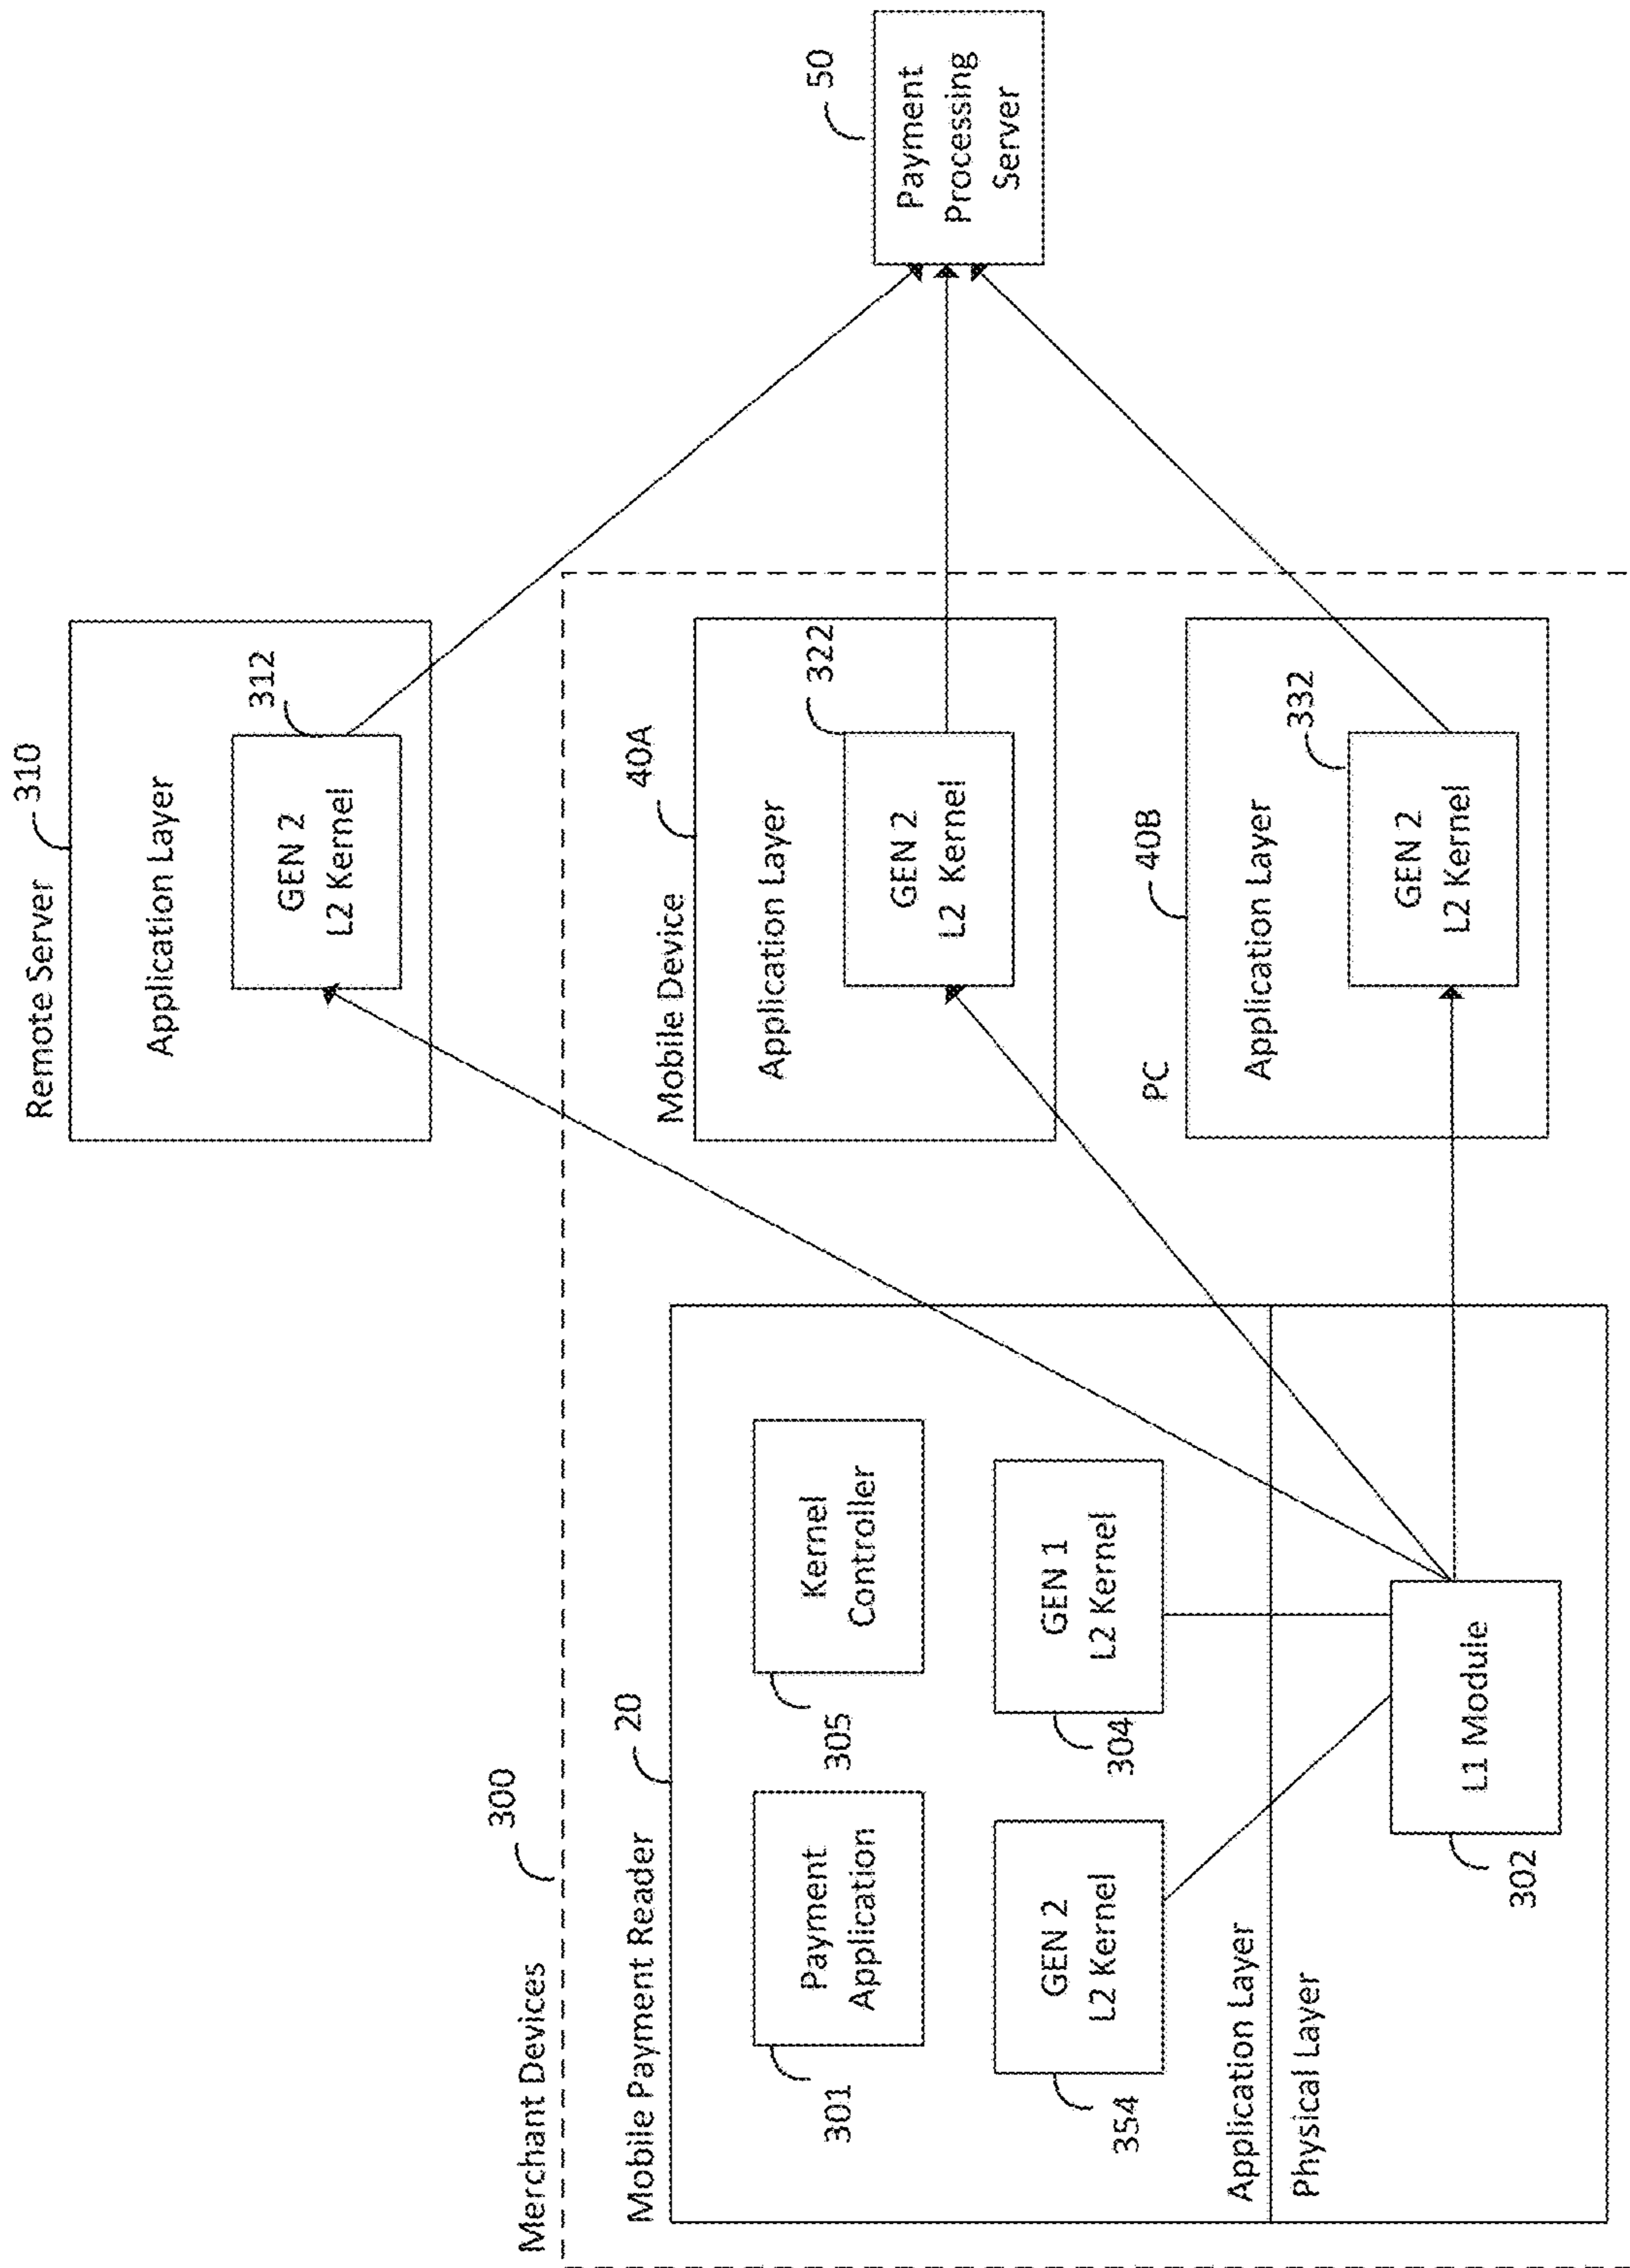 Remote Server
310
Application Layer
312
GEN 2
L2 Kernel
Merchant Devices
300
Mobile Payment Reader
20
301
Payment
Application
305
Kernel
Controller
354
GEN 2
L2 Kernel
304
GEN 1
L2 Kernel
Application Layer
Physical Layer
302
L1 Module
Mobile Device
40A
Application Layer
322
GEN 2
L2 Kernel
PC
40B
Application Layer
332
GEN 2
L2 Kernel
50
Payment
Processing
Server